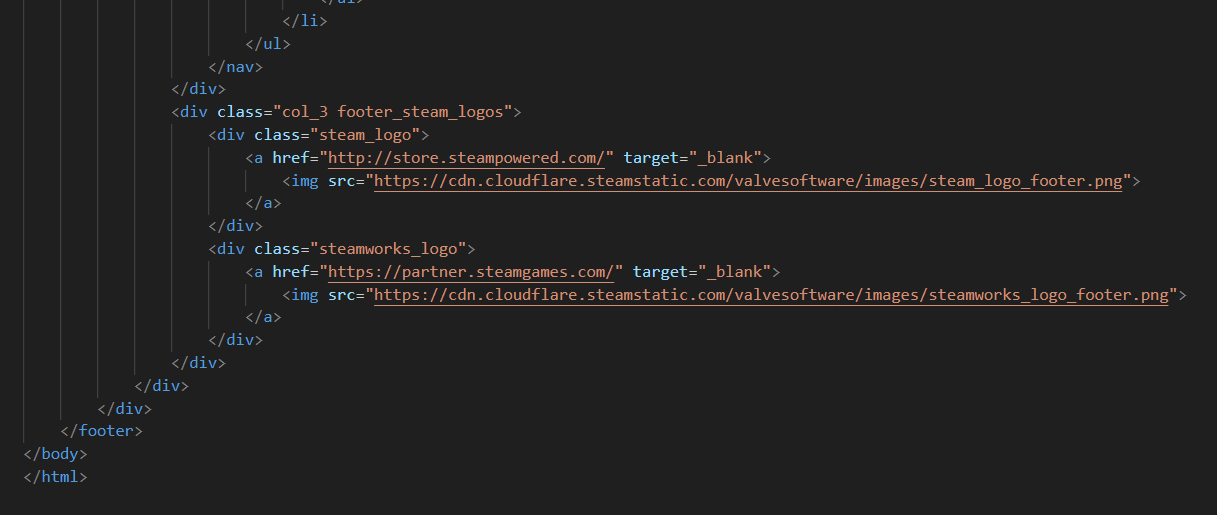 </li>
</ul>
</nav>
</div>
<div class="col_3 footer_steam_logos">
<div class="steam_logo">
<a href="http://store.steampowered.com/" target="_blank">
<img src="https://cdn.cloudflare.steamstatic.com/valvesoftware/images/steam_logo_footer.png">
</a>
</div>
<div class="steamworks_logo">
<a href="https://partner.steamgames.com/" target="_blank">
<img src="https://cdn.cloudflare.steamstatic.com/valvesoftware/images/steamworks_logo_footer.png">
</a>
</div>
</div>
</div>
</div>
</footer>
</body>
</html>